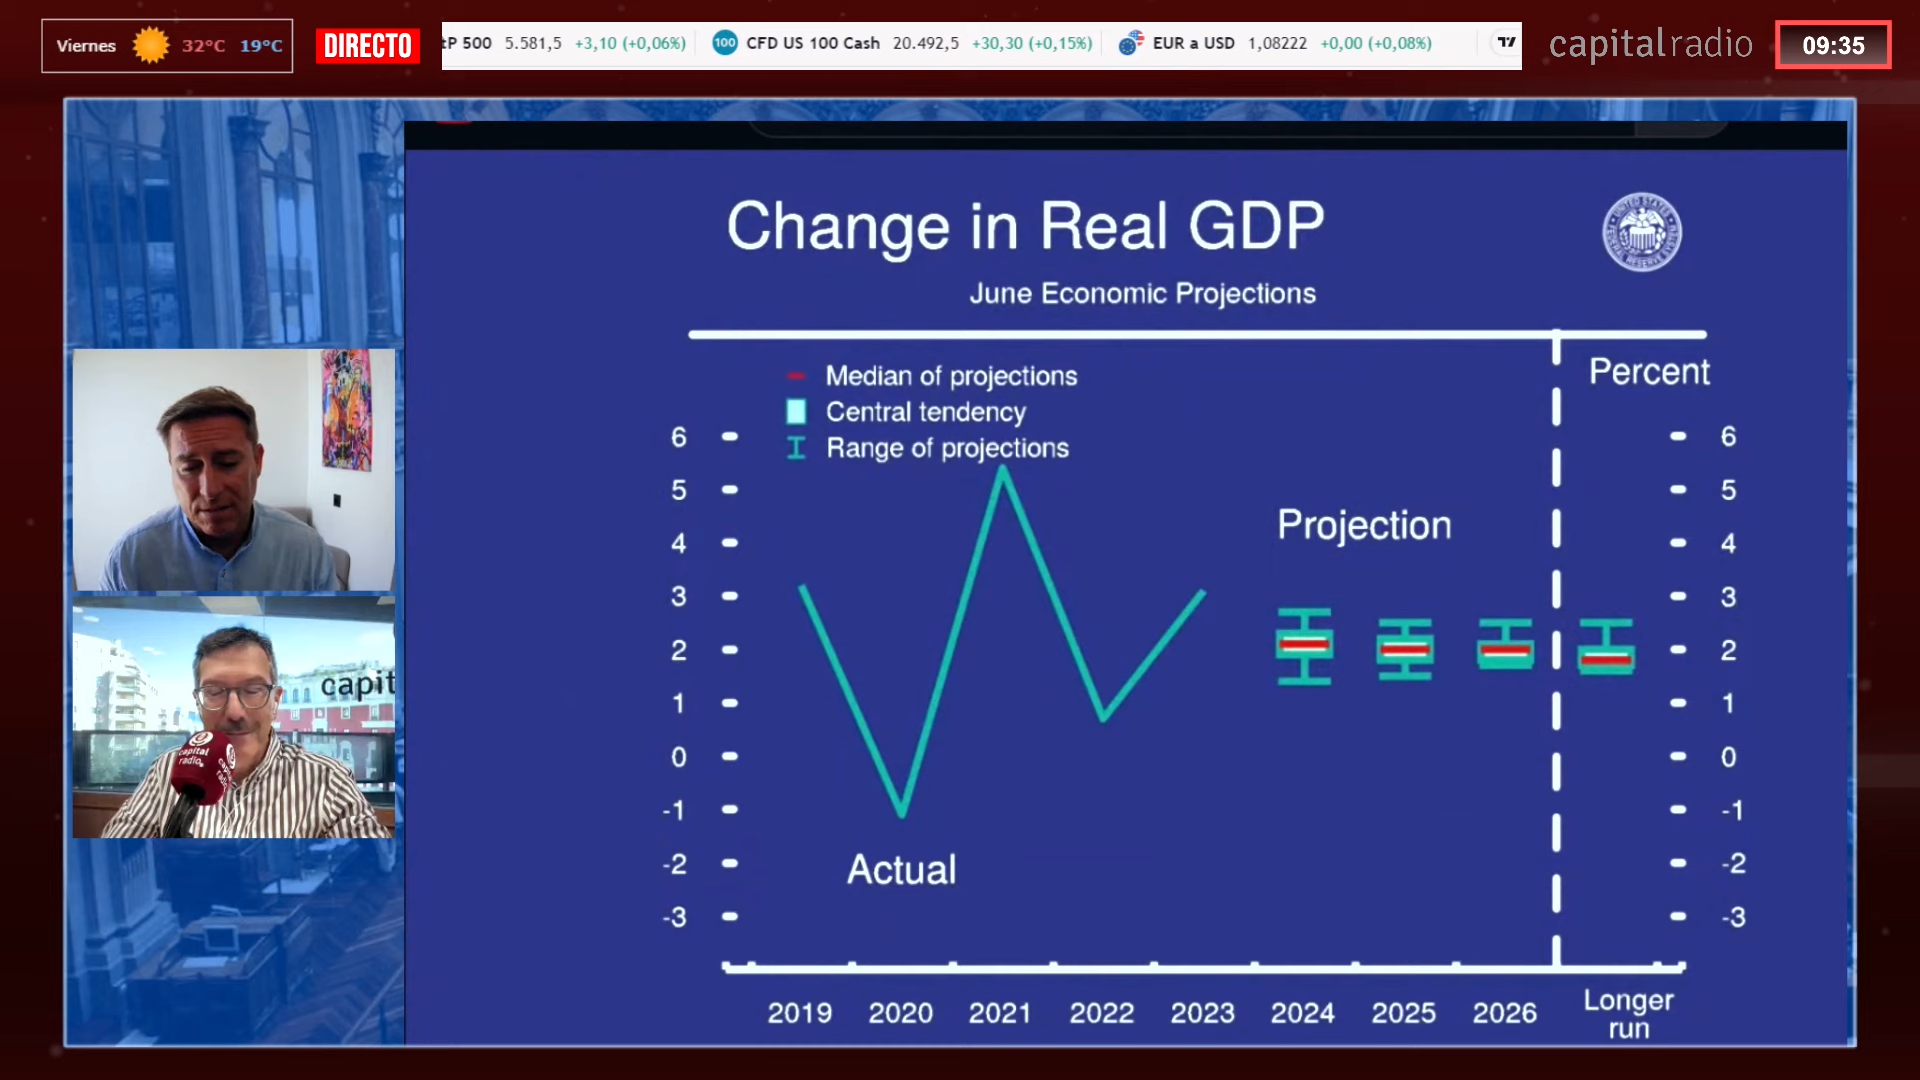 Viernes 32°C 19°C
DIRECTO
P 500 5.581,5 +3,10 (+0,06%)
100 CFD US 100 Cash 20.492,5 +30,30 (+0,15%)
EUR a USD 1,08222 +0,00 (+0,08%)
capitalradio
09:35
Change in Real GDP
June Economic Projections
Percent
Median of projections
Central tendency
Range of projections
6 6
5 5
Projection
4 4
3 3
2 2
1 1
0 0
-1 -1
-2 -2
Actual
-3 -3
2019 2020 2021 2022 2023 2024 2025 2026 Longer
run
capit
capital
radio